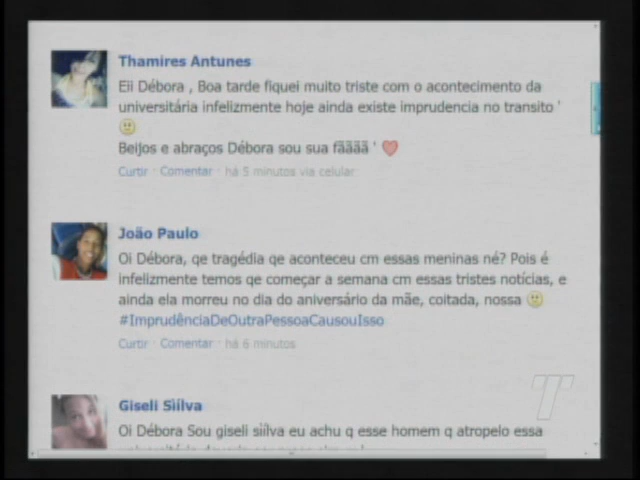 Thamires Antunes
Eii Débora , Boa tarde fiquei muito triste com o acontecimento da
universitária infelizmente hoje ainda existe imprudencia no transito '
Beijos e abraços Débora sou sua fãããã '
Curtir · Comentar · há 5 minutos via celular
João Paulo
Oi Débora, qe tragédia qe aconteceu cm essas meninas né? Pois é
infelizmente temos qe começar a semana cm essas tristes notícias, e
ainda ela morreu no dia do aniversário da mãe, coitada, nossa
#ImprudênciaDeOutraPessoaCausouIsso
Curtir · Comentar · há 6 minutos
Giseli Siilva
Oi Débora Sou giseli siilva eu achu q esse homem q atropelo essa